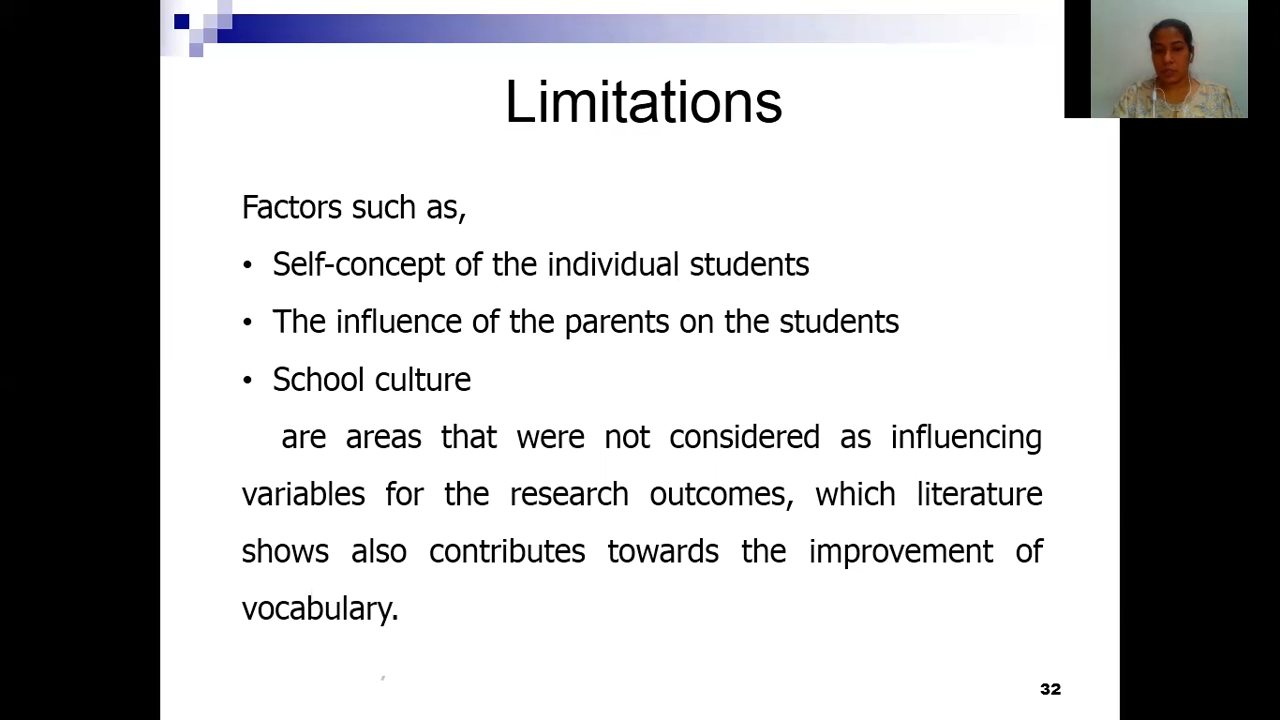 Limitations
Factors such as,
• Self-concept of the individual students
• The influence of the parents on the students
• School culture
are areas that were not considered as influencing
variables for the research outcomes, which literature
shows also contributes towards the improvement of
vocabulary.
32